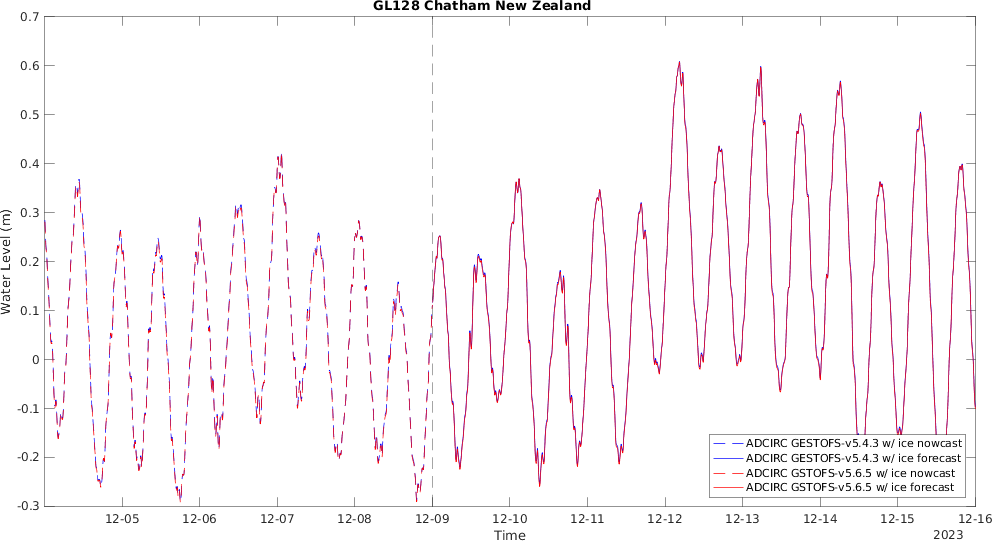 GL128 Chatham New Zealand
0.7
0.6
0.5
0.4
0.3
0.2
0.1
0
-0.1
-0.2
-0.3
Water Level (m)
ADCIRC GESTOFS-v5.4.3 w/ ice nowcast
ADCIRC GESTOFS-v5.4.3 w/ ice forecast
ADCIRC GSTOFS-v5.6.5 w/ ice nowcast
ADCIRC GSTOFS-v5.6.5 w/ ice forecast
12-05 12-06 12-07 12-08 12-09 12-10 12-11 12-12 12-13 12-14 12-15 12-16
Time
2023